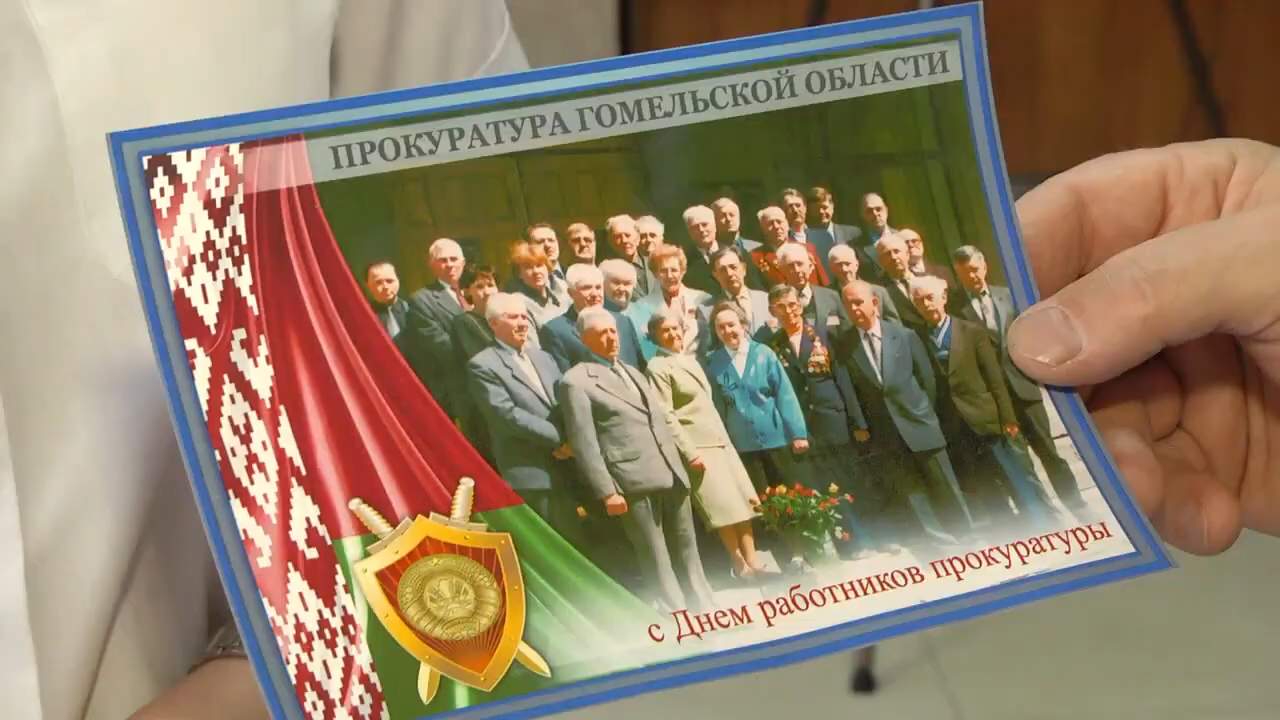 ПРОКУРАТУРА ГОМЕЛЬСКОЙ ОБЛАСТИ
с Днем работников прокуратуры